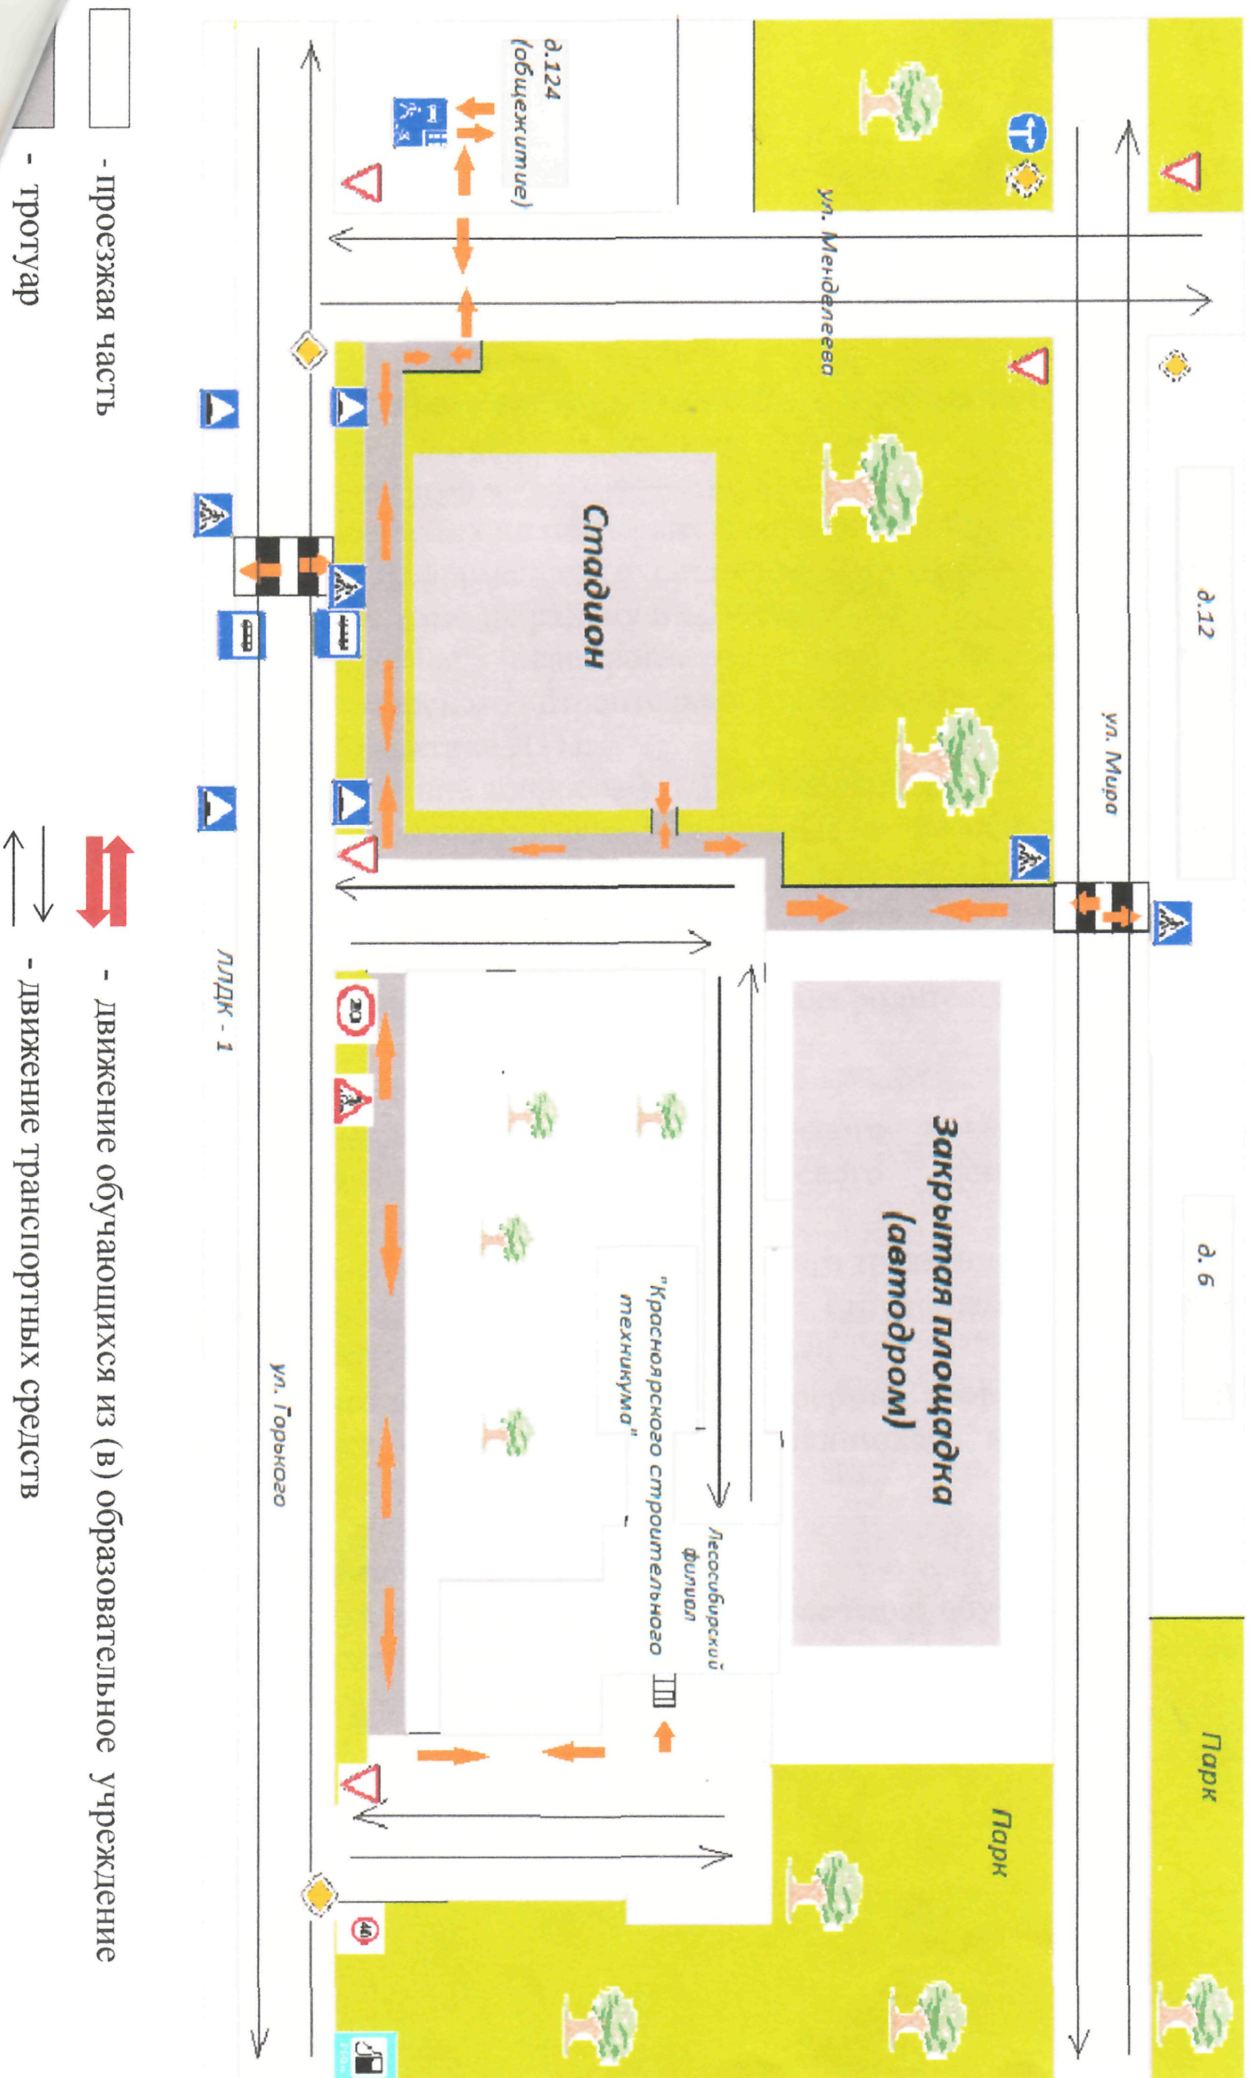 д.12
д. 6
Парк
ул. Мира
Парк
Закрытая площадка
(автодром)
ул. Менделеева
Стадион
Лесосибирский
филиал
"Красноярского строительного
техникума"
д.124
(общежитие)
40
ул. Горького
ЛЛДК - 1
- проезжая часть
- движение обучающихся из (в) образовательное учреждение
- тротуар
- движение транспортных средств